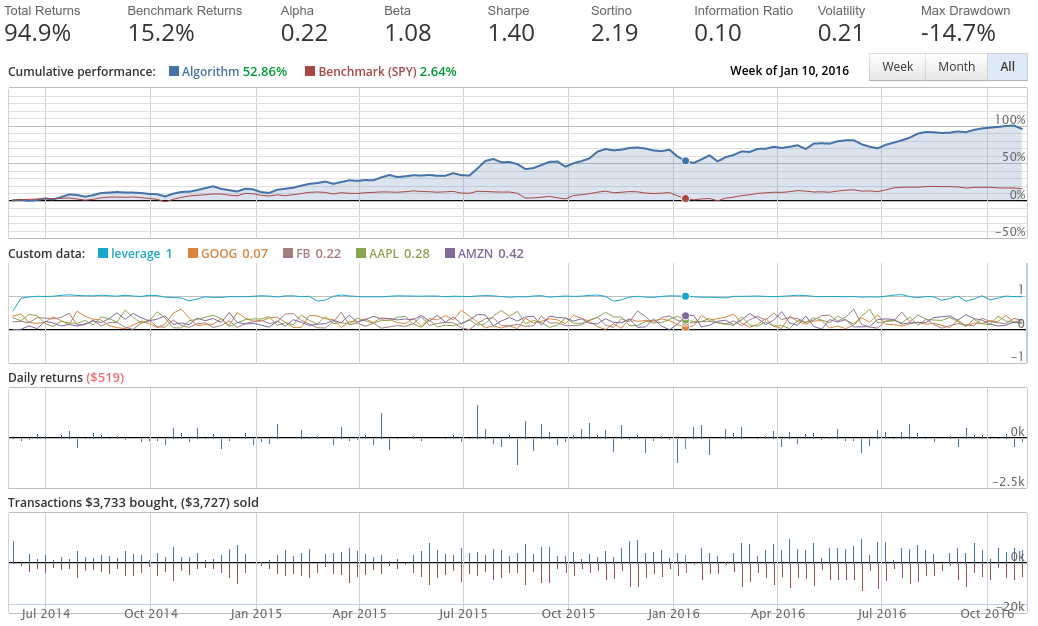 Total Returns Benchmark Returns Alpha Beta Sharpe Sortino Information Ratio Volatility Max Drawdown
94.9% 15.2% 0.22 1.08 1.40 2.19 0.10 0.21 -14.7%
Cumulative performance: Algorithm 52.86% Benchmark (SPY) 2.64% Week of Jan 10, 2016 Week Month All
100%
50%
0%
−50%
Custom data: leverage 1 GOOG 0.07 FB 0.22 AAPL 0.28 AMZN 0.42
1
0
−1
Daily returns ($519)
0k
−2.5k
Transactions $3,733 bought, ($3,727) sold
0k
−20k
Jul 2014 Oct 2014 Jan 2015 Apr 2015 Jul 2015 Oct 2015 Jan 2016 Apr 2016 Jul 2016 Oct 2016